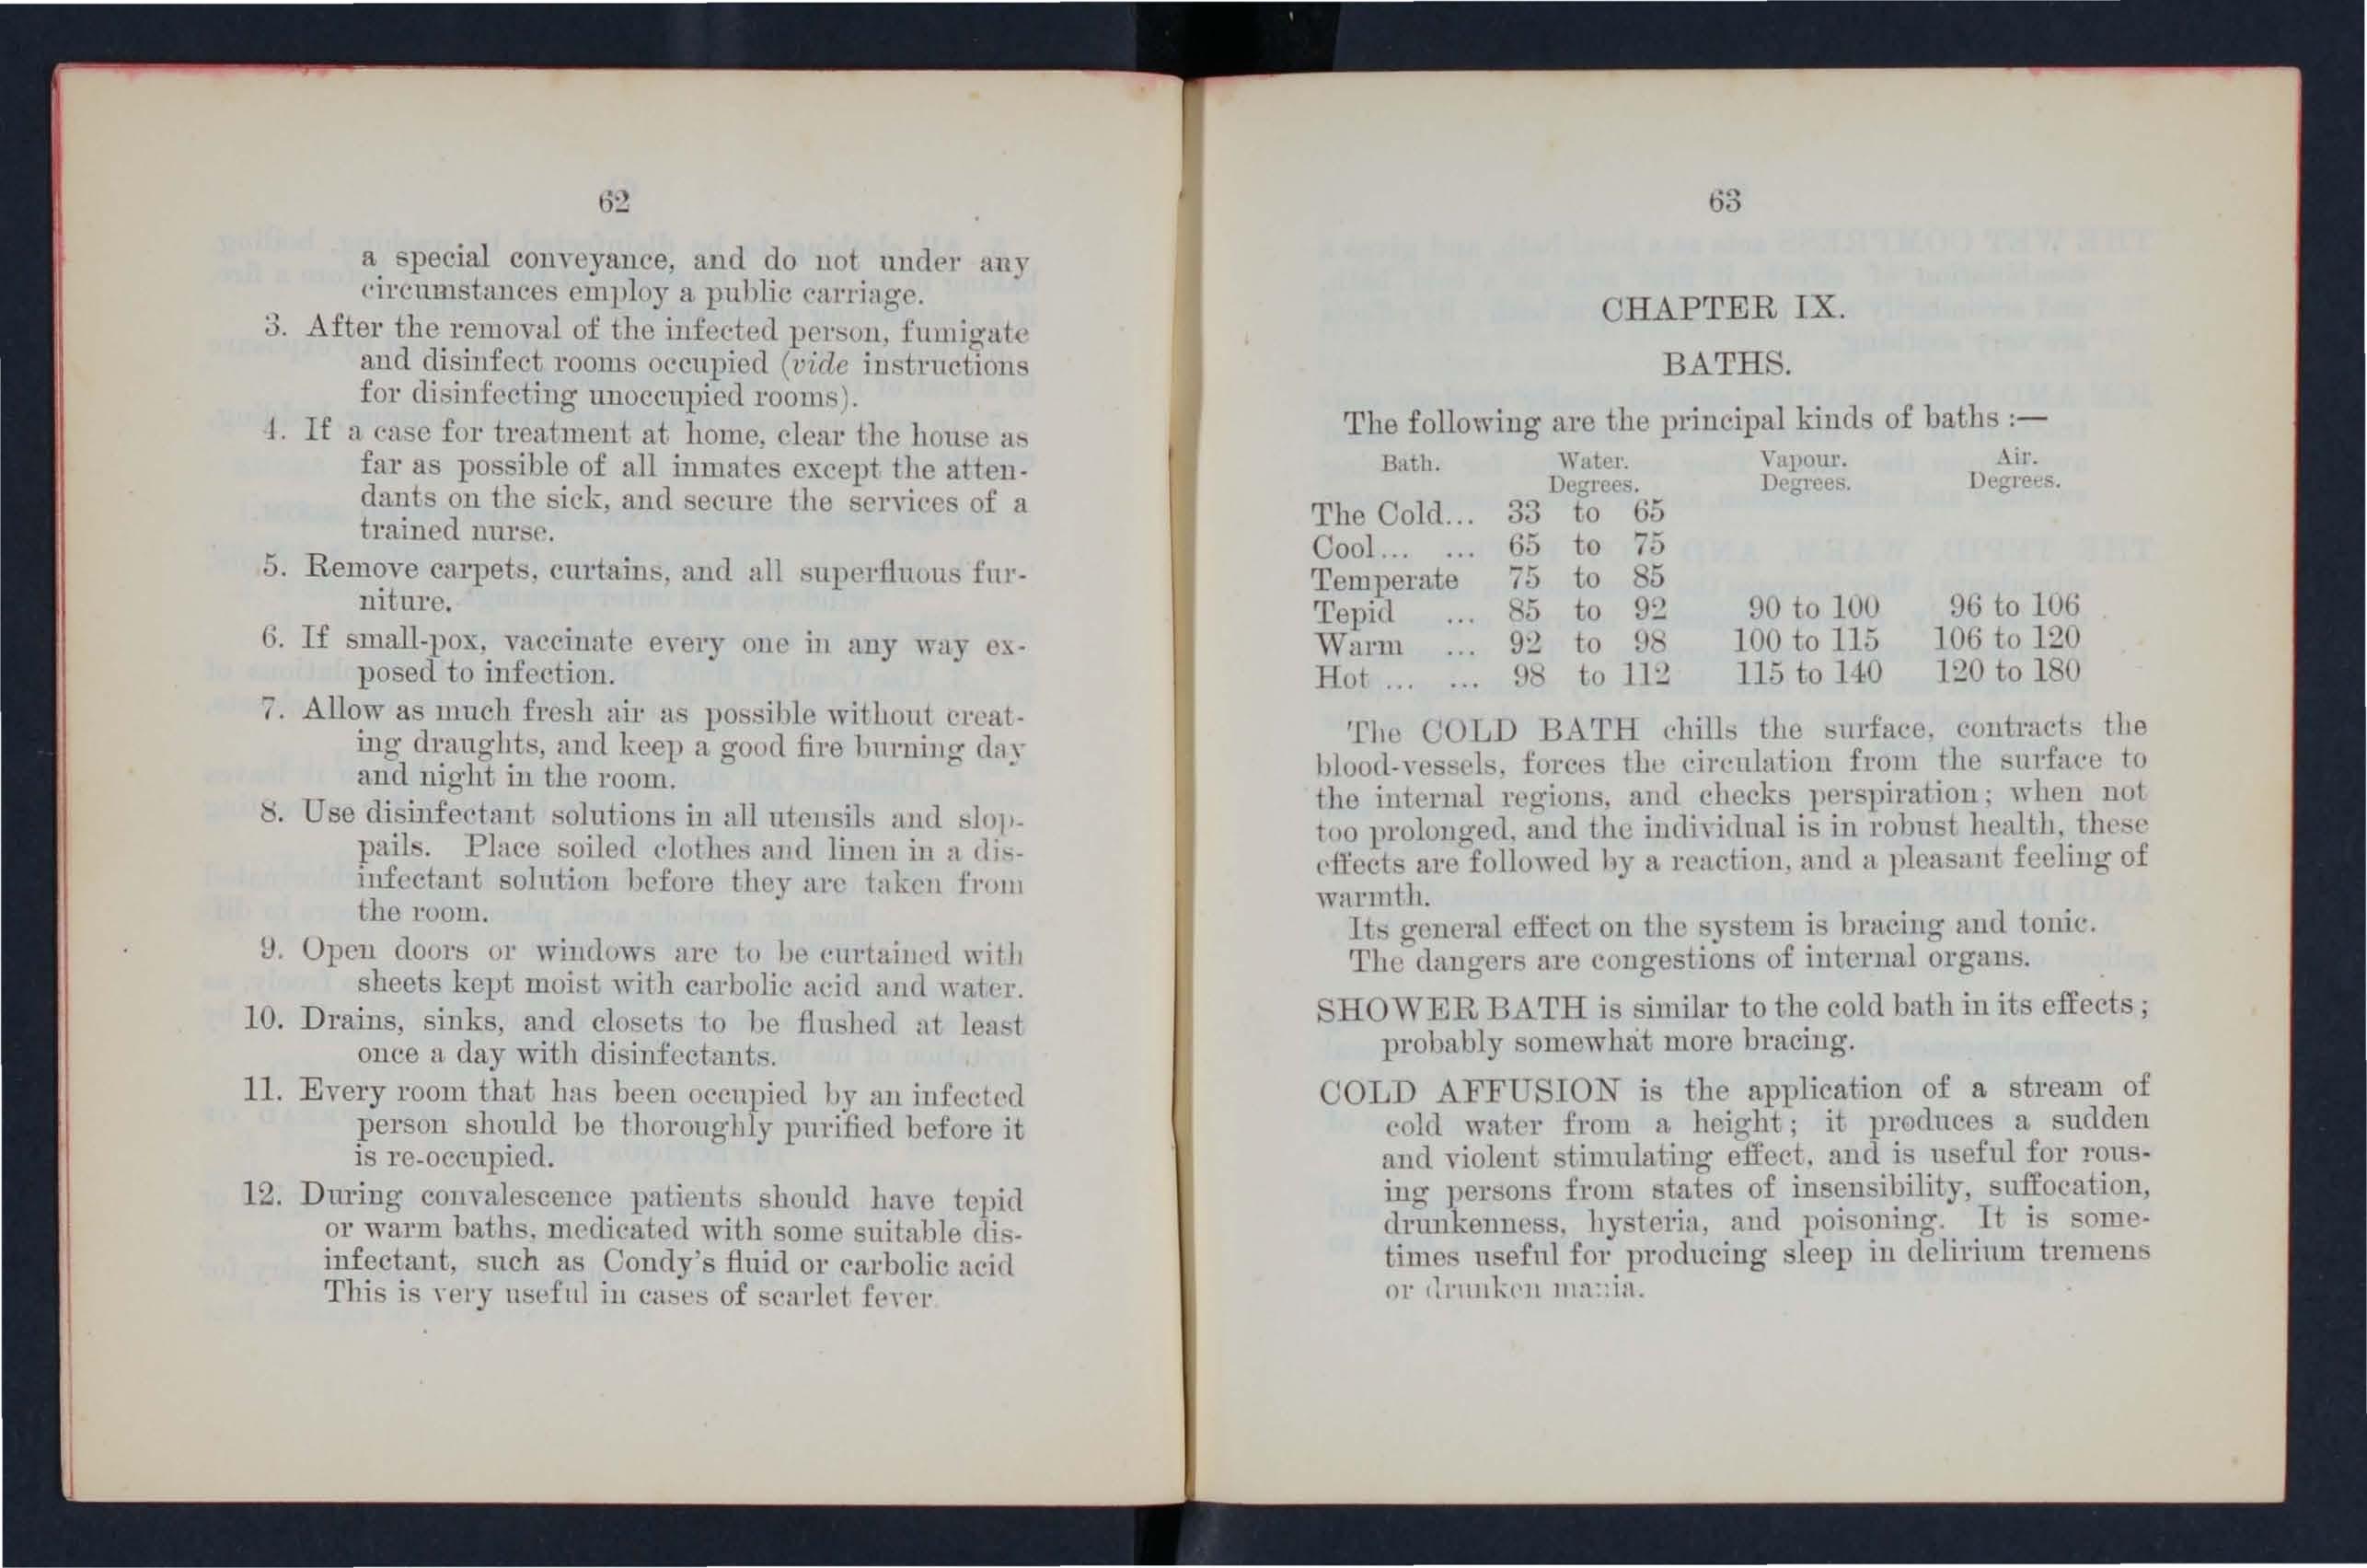 62
a special conveyance, and do not under any
circumstances employ a public carriage.
3. After the removal of the infected person, fumigate
and disinfect rooms occupied (vide instructions
for disinfecting unoccupied rooms).
4. If a case for treatment at home, clear the house as
far as possible of all inmates except the atten-
dants on the sick, and secure the services of a
trained nurse.
5. Remove carpets, curtains, and all superfluous fur-
niture.
6. If small-pox, vaccinate every one in any way ex-
posed to infection.
7. Allow as much fresh air as possible without creat-
ing draughts, and keep a good fire burning day
and night in the room.
8. Use disinfectant solutions in all utensils and slop-
pails. Place soiled clothes and linen in a dis-
infectant solution before they are taken from
the room.
9. Open doors or windows are to be curtained with
sheets kept moist with carbolic acid and water.
10. Drains, sinks, and closets to be flushed at least
once a day with disinfectants.
11. Every room that has been occupied by an infected
person should be thoroughly purified before it
is re-occupied.
12. During convalescence patients should have tepid
or warm baths, medicated with some suitable dis-
infectant, such as Condy's fluid or carbolic acid
This is very useful in cases of scarlet fever
63
CHAPTER IX.
BATHS.
The following are the principal kinds of baths :—
Bath. Water. Vapour. Air.
Degrees. Degrees. Degrees.
The Cold... 33 to 65
Cool... ... 65 to 75
Temperate 75 to 85
Tepid ... 85 to 92 90 to 100 96 to 106
Warm ... 92 to 98 100 to 115 106 to 120
Hot ... ... 98 to 112 115 to 140 120 to 180
The COLD BATH chills the surface, contracts the
blood-vessels, forces the circulation from the surface to
the internal regions, and checks perspiration; when not
too prolonged, and the individual is in robust health, these
effects are followed by a reaction, and a pleasant feeling of
warmth.
Its general effect on the system is bracing and tonic.
The dangers are congestions of internal organs.
SHOWER BATH is similar to the cold bath in its effects ;
probably somewhat more bracing.
COLD AFFUSION is the application of a stream of
cold water from a height; it produces a sudden
and violent stimulating effect, and is useful for rous-
ing persons from states of insensibility, suffocation,
drunkenness, hysteria, and poisoning. It is some-
times useful for producing sleep in delirium tremens
or drunken mania.